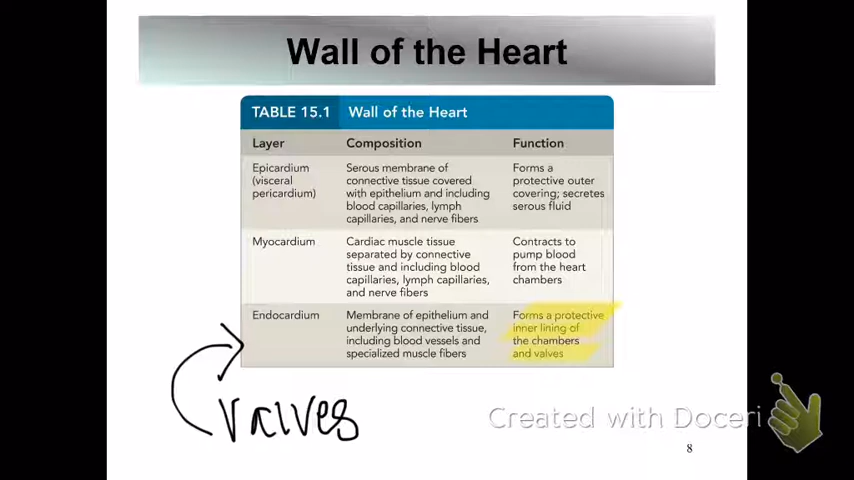 Wall of the Heart
TABLE 15.1 Wall of the Heart
Layer Composition Function
Epicardium
(visceral
pericardium)
Serous membrane of
connective tissue covered
with epithelium and including
blood capillaries, lymph
capillaries, and nerve fibers
Forms a
protective outer
covering; secretes
serous fluid
Myocardium
Cardiac muscle tissue
separated by connective
tissue and including blood
capillaries, lymph capillaries,
and nerve fibers
Contracts to
pump blood
from the heart
chambers
Endocardium
Membrane of epithelium and
underlying connective tissue,
including blood vessels and
specialized muscle fibers
Forms a protective
inner lining of
the chambers
and valves
valves
Created with Doceri
8